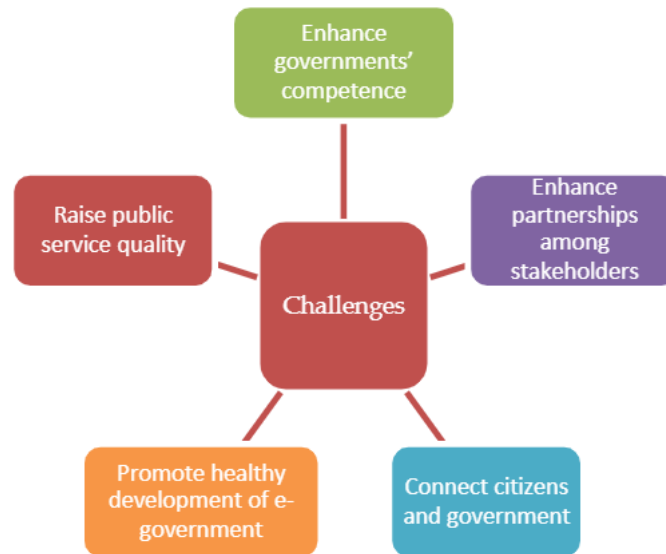 Enhance
governments’
competence
Raise public
service quality
Enhance
partnerships
among
stakeholders
Challenges
Promote healthy
development of e-
government
Connect citizens
and government